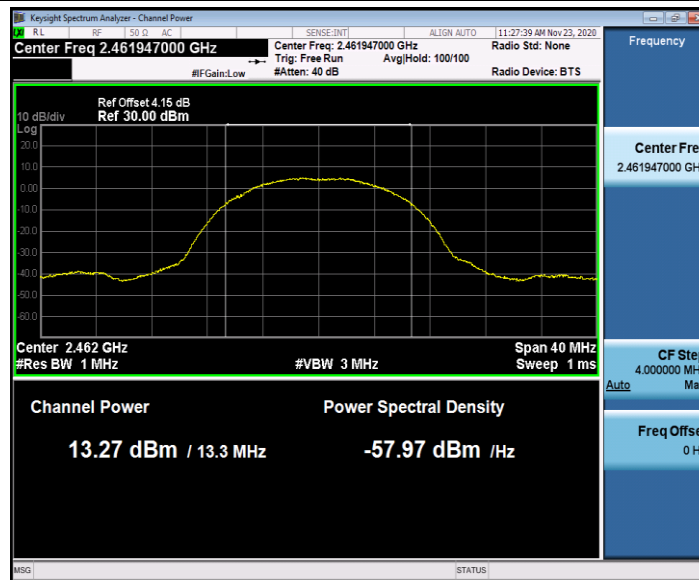 Keysight Spectrum Analyzer - Channel Power
RL RF 50 Ω AC SENSE:INT ALIGN AUTO 11:27:39 AM Nov 23, 2020
Center Freq 2.461947000 GHz
Center Freq: 2.461947000 GHz
Radio Std: None
Trig: Free Run Avg|Hold: 100/100
#IFGain:Low
#Atten: 40 dB
Radio Device: BTS
Ref Offset 4.15 dB
10 dB/div Ref 30.00 dBm
Log
20.0
10.0
0.00
-10.0
-20.0
-30.0
-40.0
-50.0
-60.0
Center 2.462 GHz Span 40 MHz
#Res BW 1 MHz #VBW 3 MHz Sweep 1 ms
Channel Power Power Spectral Density
13.27 dBm / 13.3 MHz -57.97 dBm /Hz
MSG STATUS
Frequency
Center Fre
2.461947000 GH
CF Ste
4.000000 MH
Auto Ma
Freq Offse
0 H